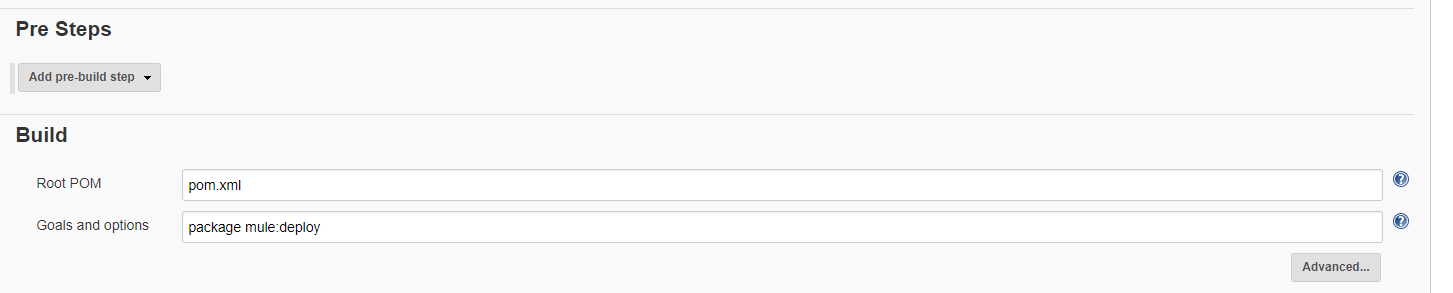 Pre Steps
Add pre-build step
Build
Root POM
pom.xml
Goals and options
package mule:deploy
Advanced...